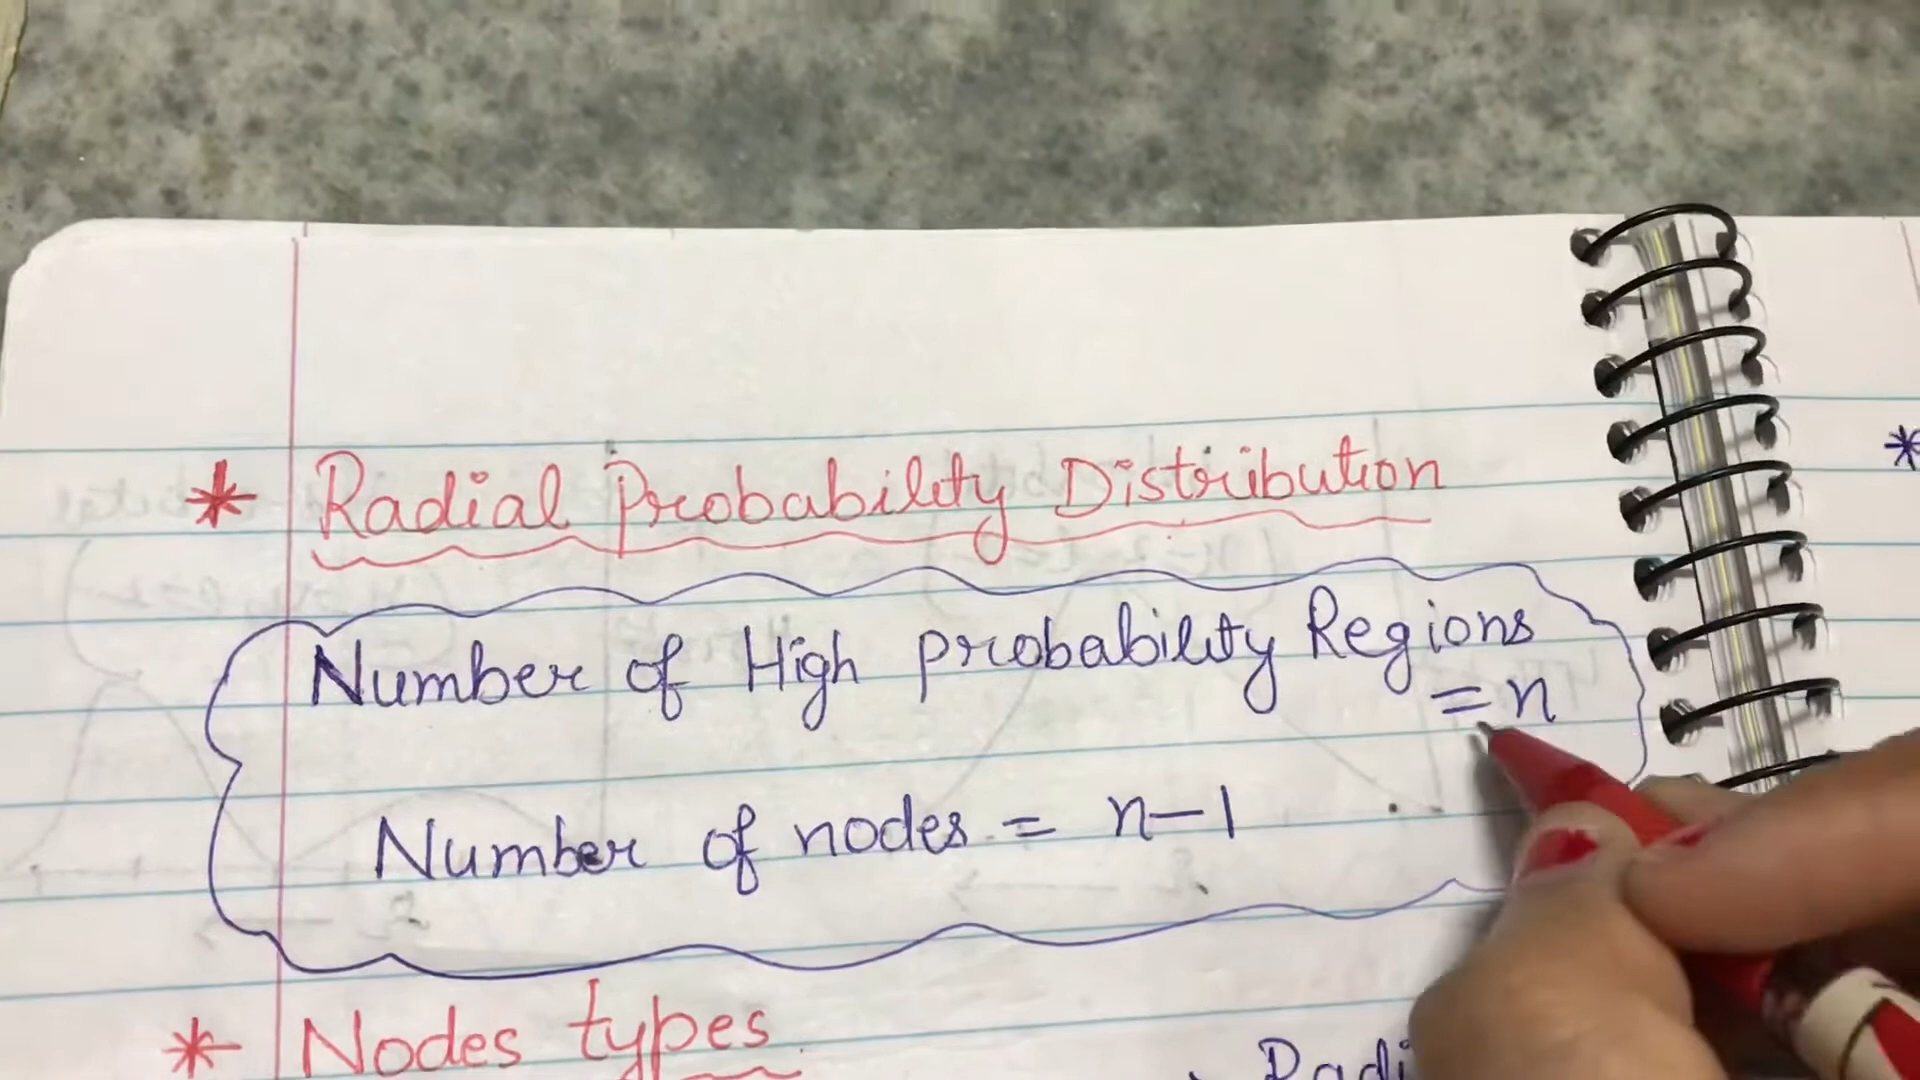 * Radial Probability Distribution
Number of High probability Regions
= n
Number of nodes = n-1
* Nodes types
*